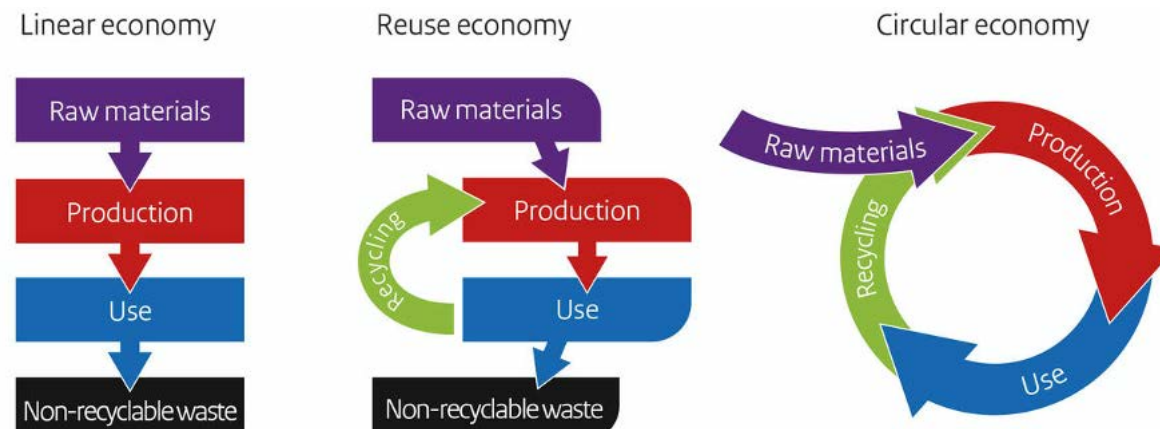 Linear economy
Raw materials
Production
Use
Non-recyclable waste
Reuse economy
Raw materials
Production
Recycling
Use
Non-recyclable waste
Circular economy
Raw materials
Production
Use
Recycling